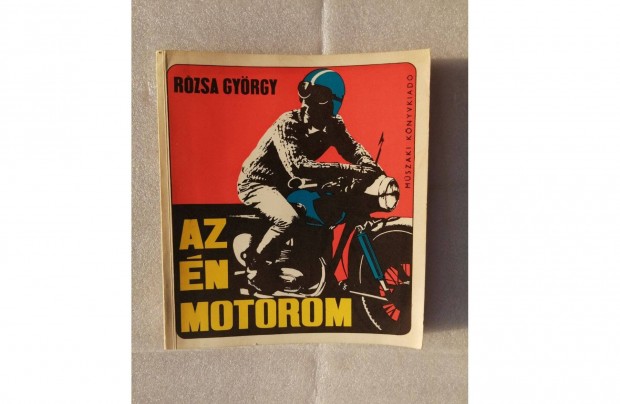 RÓZSA GYÖRGY
MŰSZAKI KÖNYVKIADÓ
AZ
ÉN
MOTOROM